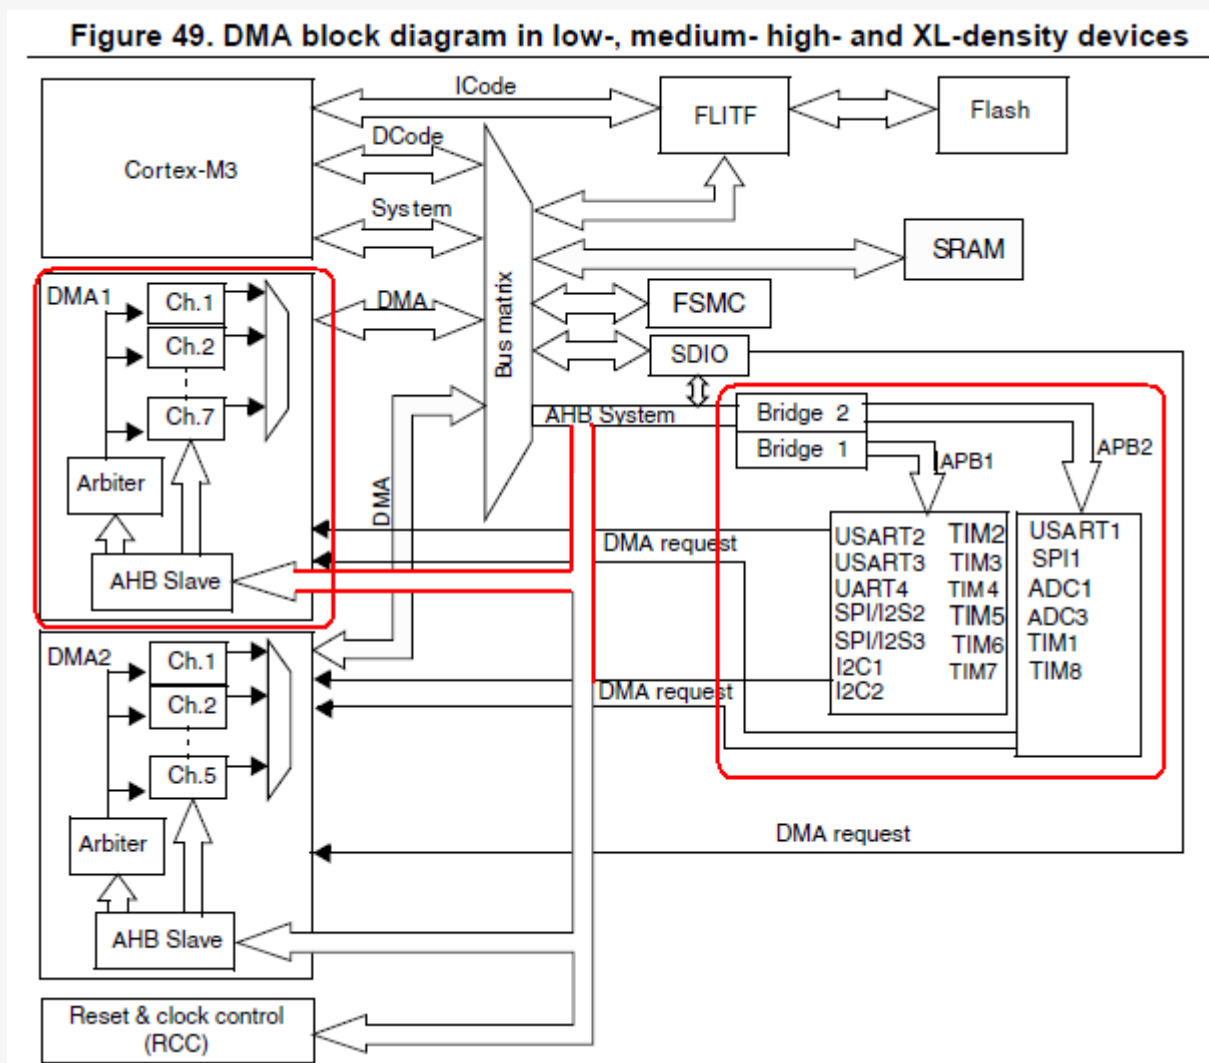 Figure 49. DMA block diagram in low-, medium- high- and XL-density devices
Cortex-M3
ICode
DCode
System
DMA
FLITF
Flash
SRAM
FSMC
SDIO
Bus matrix
AHB System
Bridge 2
Bridge 1
APB1
APB2
DMA1
Ch.1
Ch.2
Ch.7
Arbiter
AHB Slave
DMA
DMA request
USART2 TIM2
USART3 TIM3
UART4 TIM4
SPI/I2S2 TIM5
SPI/I2S3 TIM6
I2C1 TIM7
I2C2
USART1
SPI1
ADC1
ADC3
TIM1
TIM8
DMA2
Ch.1
Ch.2
Ch.5
Arbiter
AHB Slave
DMA request
DMA request
Reset & clock control
(RCC)